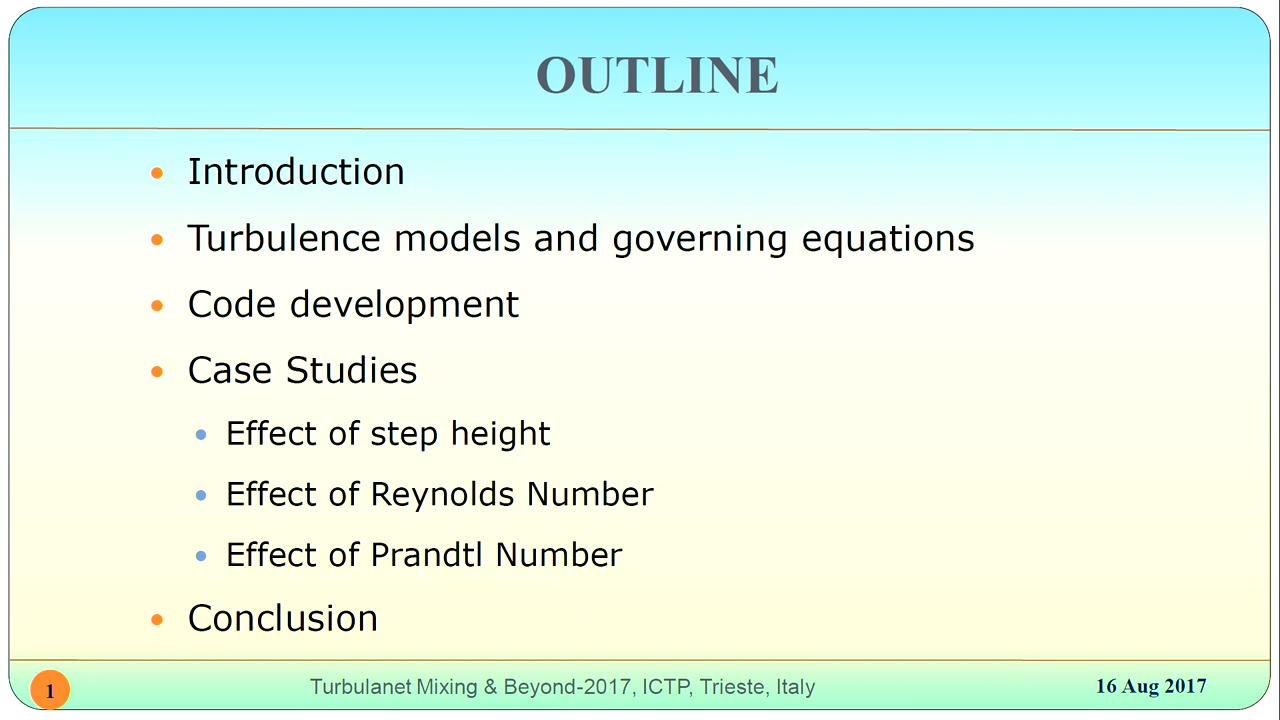 OUTLINE
Introduction
Turbulence models and governing equations
Code development
Case Studies
Effect of step height
Effect of Reynolds Number
Effect of Prandtl Number
Conclusion
1
Turbulanet Mixing & Beyond-2017, ICTP, Trieste, Italy
16 Aug 2017